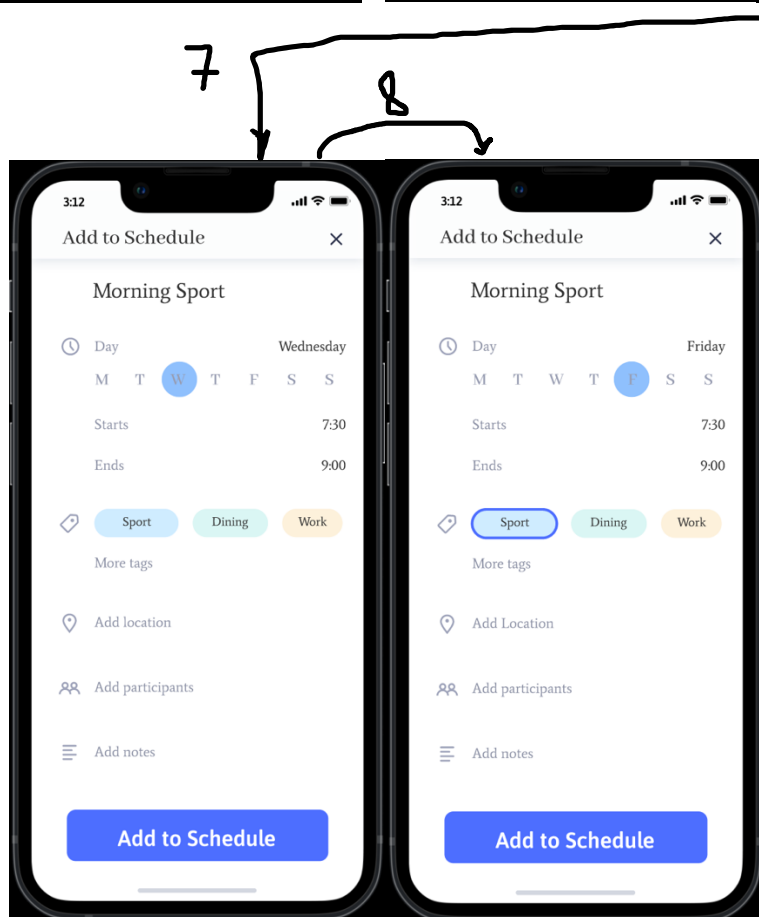 7
8
3:12
Add to Schedule
Morning Sport
Day Wednesday
M T W T F S S
Starts 7:30
Ends 9:00
Sport Dining Work
More tags
Add location
Add participants
Add notes
Add to Schedule
3:12
Add to Schedule
Morning Sport
Day Friday
M T W T F S S
Starts 7:30
Ends 9:00
Sport Dining Work
More tags
Add Location
Add participants
Add notes
Add to Schedule